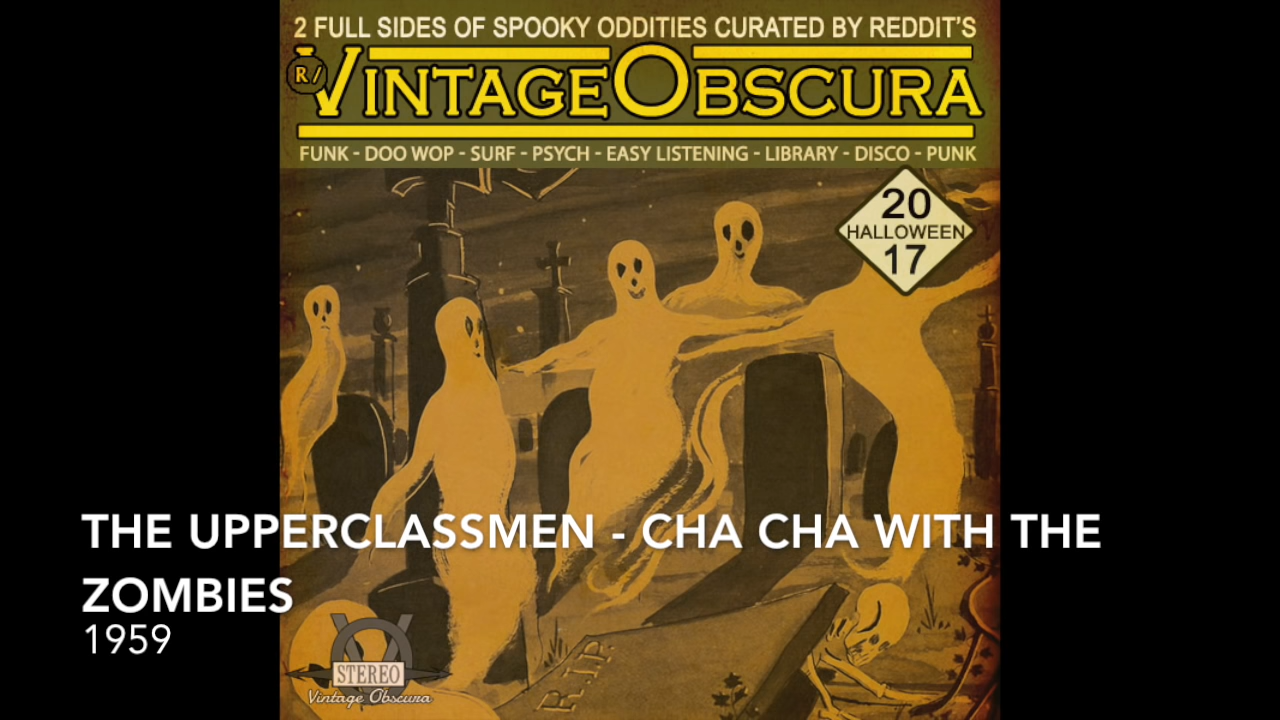 2 FULL SIDES OF SPOOKY ODDITIES CURATED BY REDDIT'S
R/ VINTAGEOBSCURA
FUNK - DOO WOP - SURF - PSYCH - EASY LISTENING - LIBRARY - DISCO - PUNK
20
HALLOWEEN
17
THE UPPERCLASSMEN - CHA CHA WITH THE
ZOMBIES
1959
STEREO
Vintage Obscura
R.I.P.